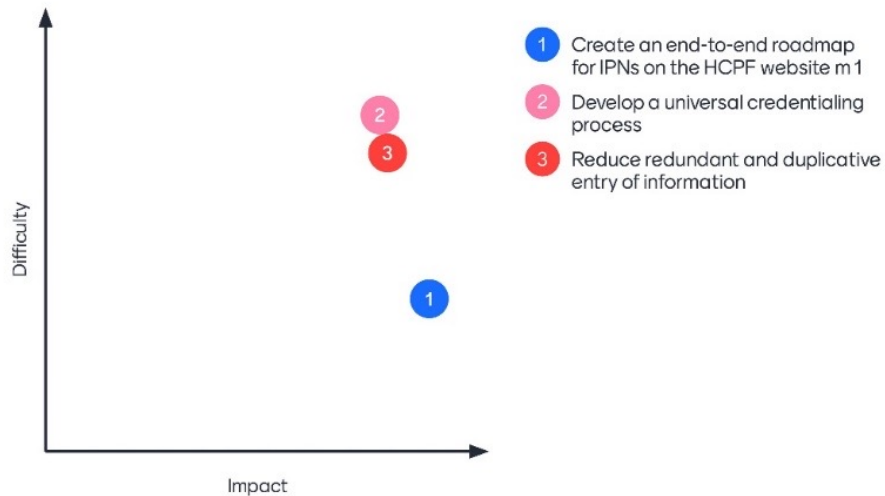 1 Create an end-to-end roadmap
for IPNs on the HCPF website m1
2 Develop a universal credentialing
process
3 Reduce redundant and duplicative
entry of information
2
3
1
Difficulty
Impact